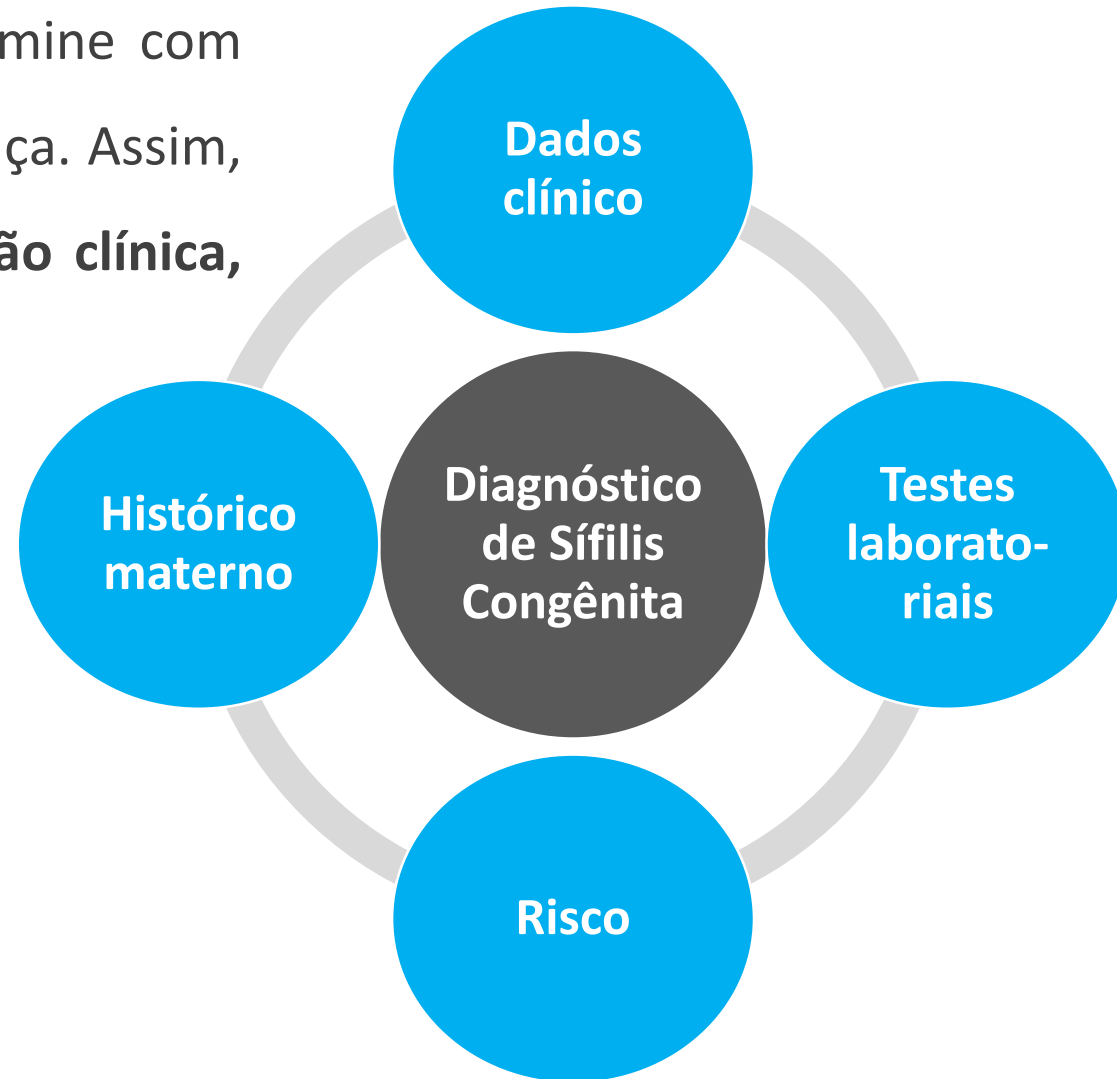 mine com
ça. Assim,
ão clínica,
Dados
clínico
Histórico
materno
Diagnóstico
de Sífilis
Congênita
Testes
laborato-
riais
Risco